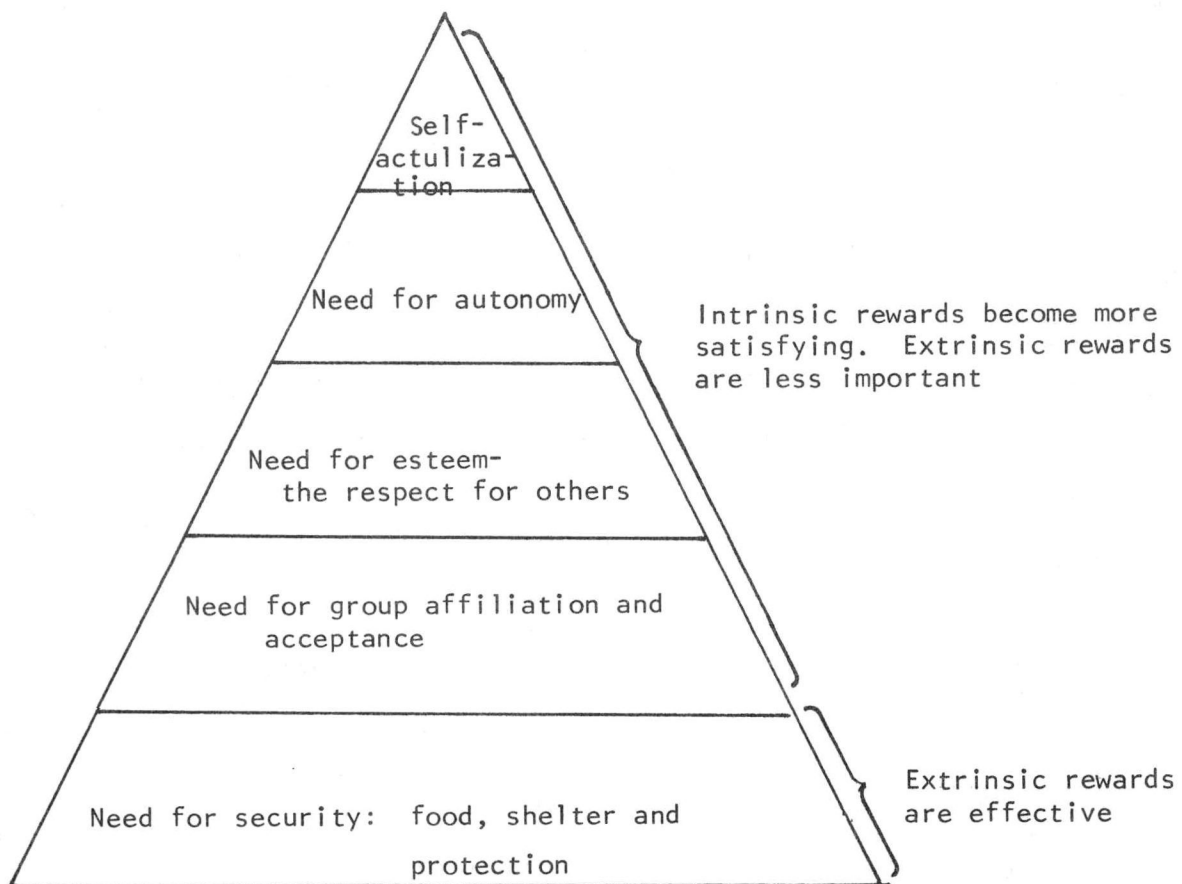 Self-
actuliza-
tion
Need for autonomy
Intrinsic rewards become more
satisfying. Extrinsic rewards
are less important
Need for esteem-
the respect for others
Need for group affiliation and
acceptance
Extrinsic rewards
are effective
Need for security: food, shelter and
protection